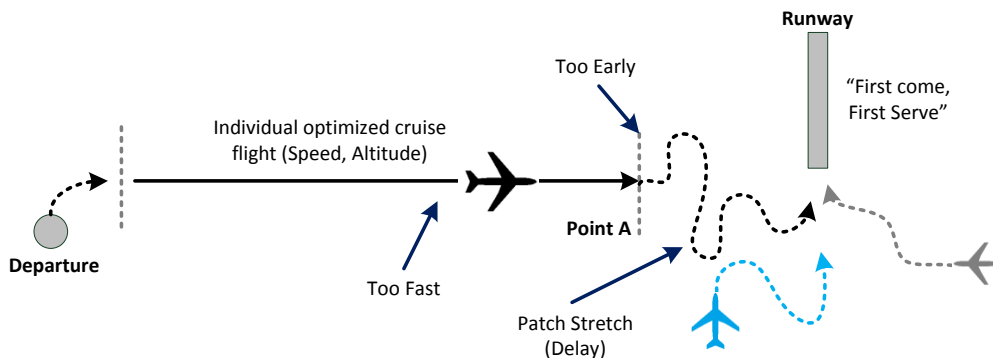 Runway
Too Early
"First come,
First Serve"
Individual optimized cruise
flight (Speed, Altitude)
Point A
Departure
Too Fast
Patch Stretch
(Delay)